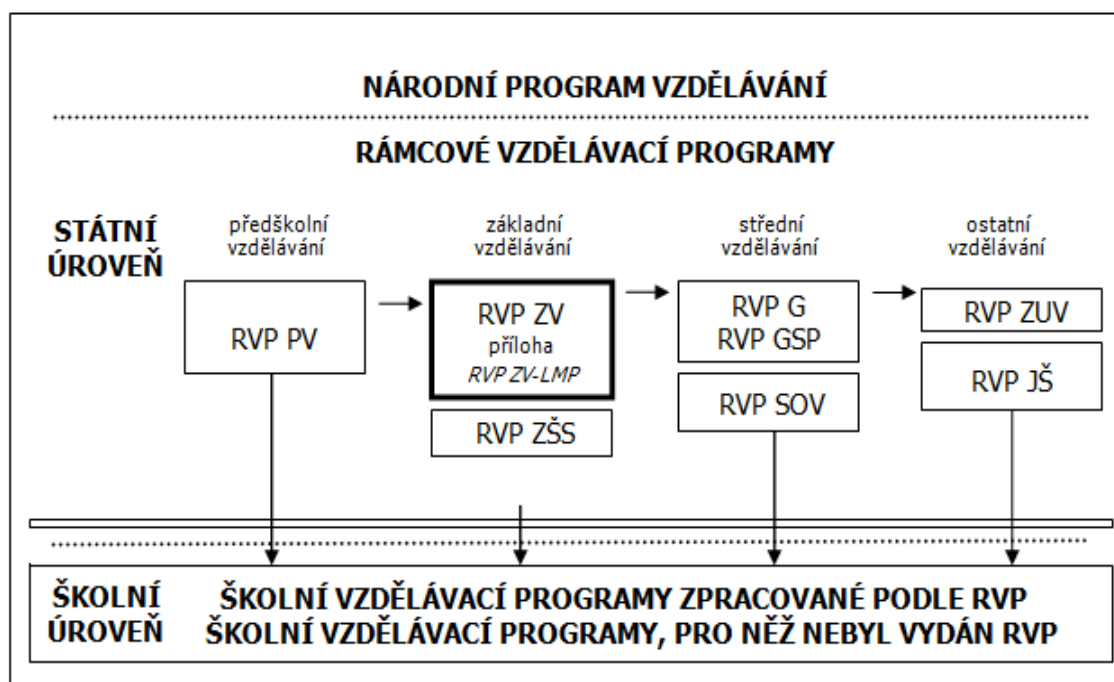 NÁRODNÍ PROGRAM VZDĚLÁVÁNÍ
RÁMCOVÉ VZDĚLÁVACÍ PROGRAMY
STÁTNÍ
ÚROVEŇ
předškolní
vzdělávání
základní
vzdělávání
střední
vzdělávání
ostatní
vzdělávání
RVP PV
RVP ZV
příloha
RVP ZV-LMP
RVP ZŠS
RVP G
RVP GSP
RVP SOV
RVP ZUV
RVP JŠ
ŠKOLNÍ
ÚROVEŇ
ŠKOLNÍ VZDĚLÁVACÍ PROGRAMY ZPRACOVANÉ PODLE RVP
ŠKOLNÍ VZDĚLÁVACÍ PROGRAMY, PRO NĚŽ NEBYL VYDÁN RVP